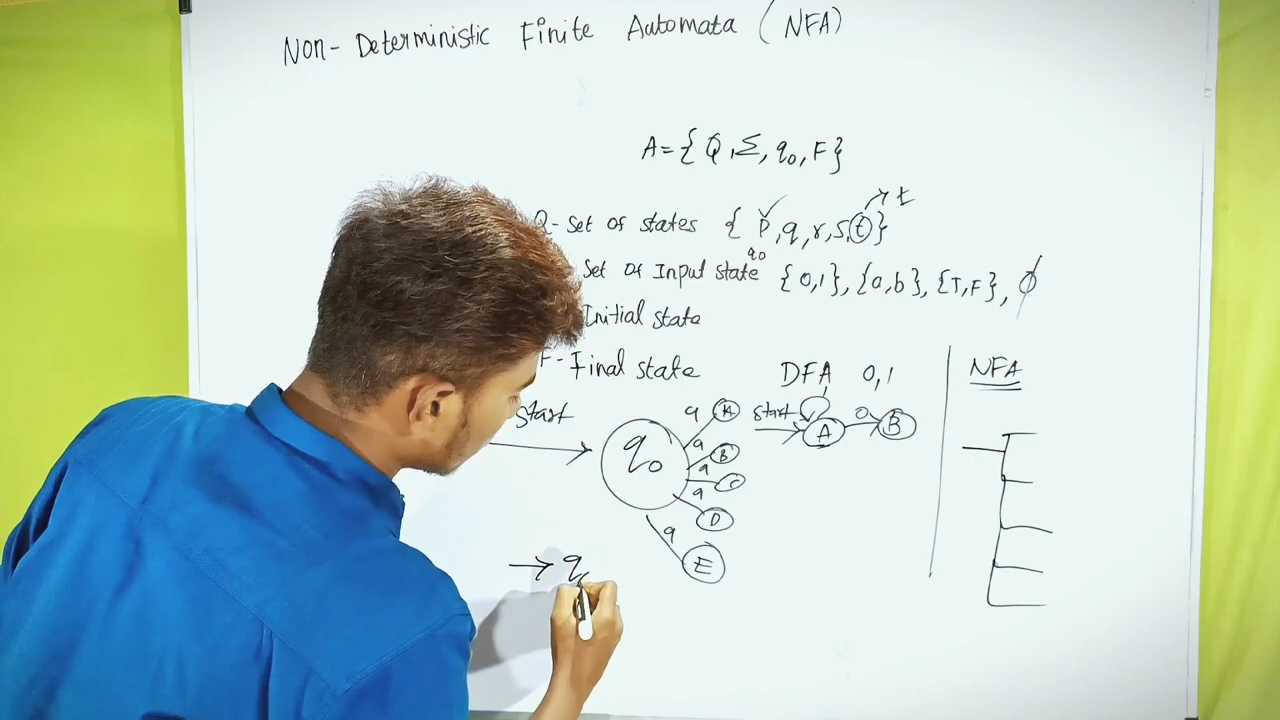 Non-Deterministic Finite Automata (NFA)
A={Q,Σ,q₀,F}
Q-Set of states { p,q,r,s,t} → t
q₀
Set of Input state {0,1},{a,b},{T,F}, ϕ
Initial state
F-Final state
DFA 0,1
NFA
start
q₀
a
a B
a C
a D
a E
start
A 0 B
→ q